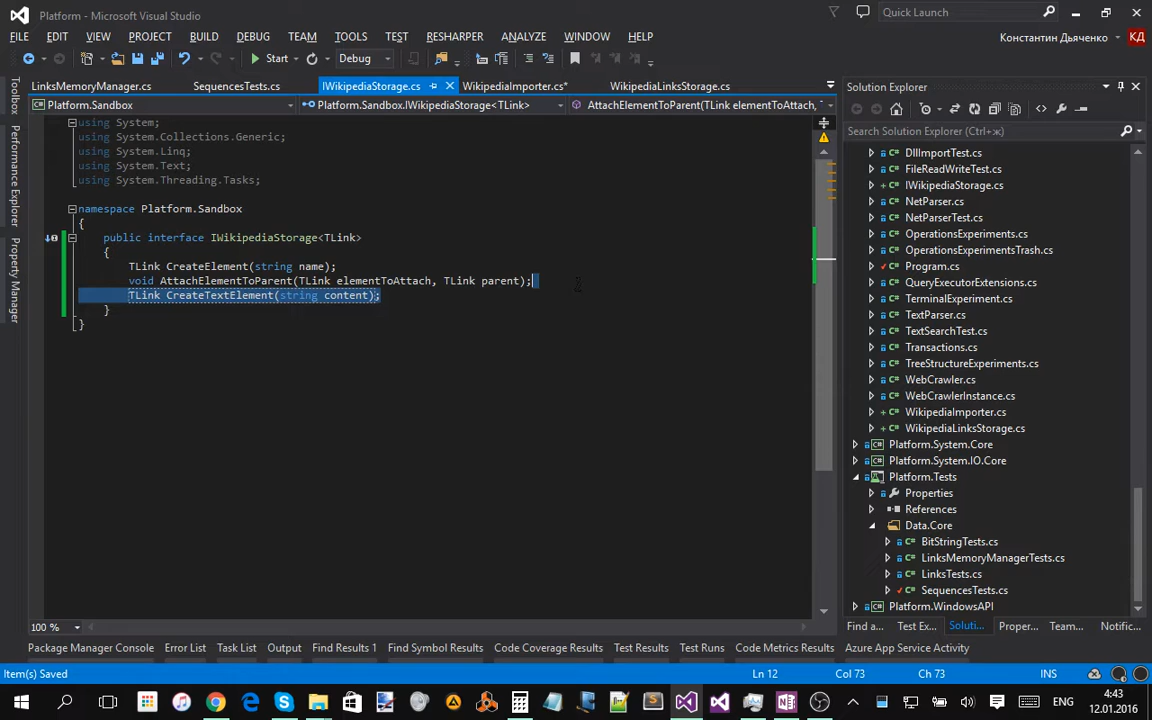 Platform - Microsoft Visual Studio
Quick Launch
FILE EDIT VIEW PROJECT BUILD DEBUG TEAM TOOLS TEST RESHARPER ANALYZE WINDOW HELP
Константин Дьяченко КД
Start Debug
LinksMemoryManager.cs SequencesTests.cs IWikipediaStorage.cs WikipediaImporter.cs* WikipediaLinksStorage.cs
Platform.Sandbox Platform.Sandbox.IWikipediaStorage<TLink> AttachElementToParent(TLink elementToAttach,
Toolbox
Performance Explorer
Property Manager
using System;
using System.Collections.Generic;
using System.Linq;
using System.Text;
using System.Threading.Tasks;
namespace Platform.Sandbox
{
public interface IWikipediaStorage<TLink>
{
TLink CreateElement(string name);
void AttachElementToParent(TLink elementToAttach, TLink parent);
TLink CreateTextElement(string content);
}
}
100 %
Solution Explorer
Search Solution Explorer (Ctrl+ж)
DllImportTest.cs
FileReadWriteTest.cs
IWikipediaStorage.cs
NetParser.cs
NetParserTest.cs
OperationsExperiments.cs
OperationsExperimentsTrash.cs
Program.cs
QueryExecutorExtensions.cs
TerminalExperiment.cs
TextParser.cs
TextSearchTest.cs
Transactions.cs
TreeStructureExperiments.cs
WebCrawler.cs
WebCrawlerInstance.cs
WikipediaImporter.cs
WikipediaLinksStorage.cs
Platform.System.Core
Platform.System.IO.Core
Platform.Tests
Properties
References
Data.Core
BitStringTests.cs
LinksMemoryManagerTests.cs
LinksTests.cs
SequencesTests.cs
Platform.WindowsAPI
Find a... Test Ex... Soluti... Proper... Team... Notific...
Package Manager Console Error List Task List Output Find Results 1 Find Symbol Results Code Coverage Results Test Results Test Runs Code Metrics Results Azure App Service Activity
Item(s) Saved Ln 12 Col 73 Ch 73 INS
ENG
4:43
12.01.2016